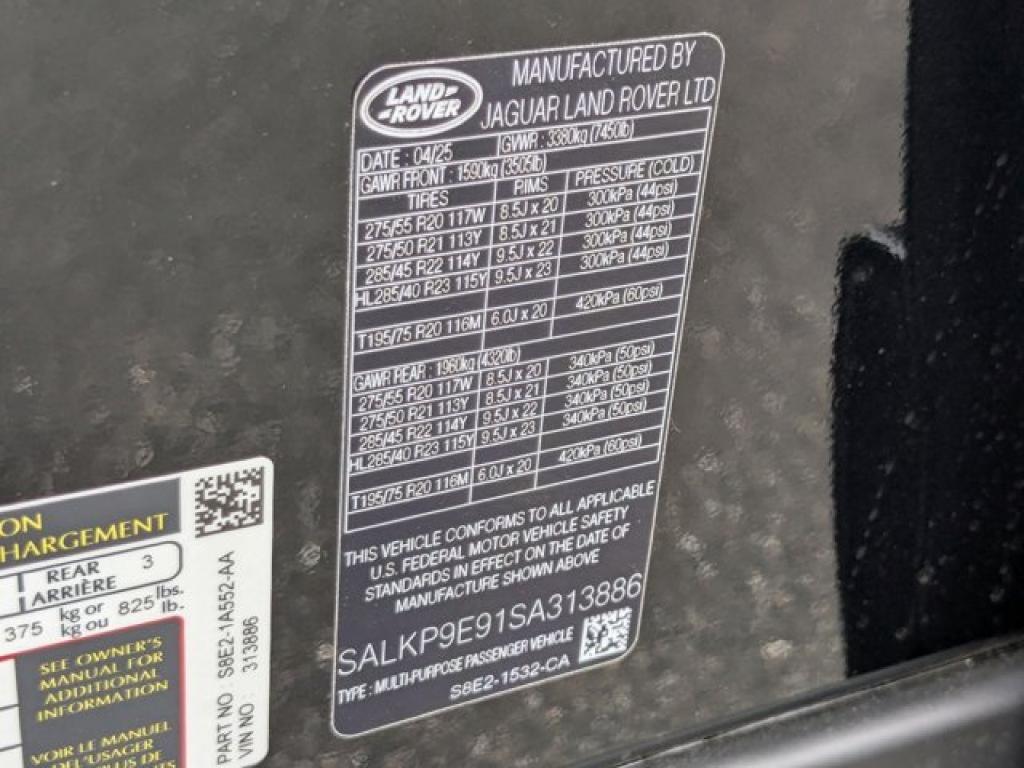 LAND-
-ROVER
MANUFACTURED BY
JAGUAR LAND ROVER LTD
DATE : 04/25 GVWR : 3380kg (7450lb)
GAWR FRONT : 1590kg (3505lb)
TIRES RIMS PRESSURE (COLD)
275/55 R20 117W 8.5J x 20 300kPa (44psi)
275/50 R21 113Y 8.5J x 21 300kPa (44psi)
285/45 R22 114Y 9.5J x 22 300kPa (44psi)
HL285/40 R23 115Y 9.5J x 23 300kPa (44psi)
T195/75 R20 116M 6.0J x 20 420kPa (60psi)
GAWR REAR : 1960kg (4320lb)
275/55 R20 117W 8.5J x 20 340kPa (50psi)
275/50 R21 113Y 8.5J x 21 340kPa (50psi)
285/45 R22 114Y 9.5J x 22 340kPa (50psi)
HL285/40 R23 115Y 9.5J x 23 340kPa (50psi)
T195/75 R20 116M 6.0J x 20 420kPa (60psi)
THIS VEHICLE CONFORMS TO ALL APPLICABLE
U.S. FEDERAL MOTOR VEHICLE SAFETY
STANDARDS IN EFFECT ON THE DATE OF
MANUFACTURE SHOWN ABOVE
SALKP9E91SA313886
TYPE : MULTI-PURPOSE PASSENGER VEHICLE
S8E2-1532-CA
ON
HARGEMENT
REAR 3
ARRIÈRE
375 kg or 825 lbs.
kg ou lb.
SEE OWNER'S
MANUAL FOR
ADDITIONAL
INFORMATION
VOIR LE MANUEL
DE L'USAGER
PLUS DE
PART NO : S8E2-1A552-AA
VIN NO : 313886